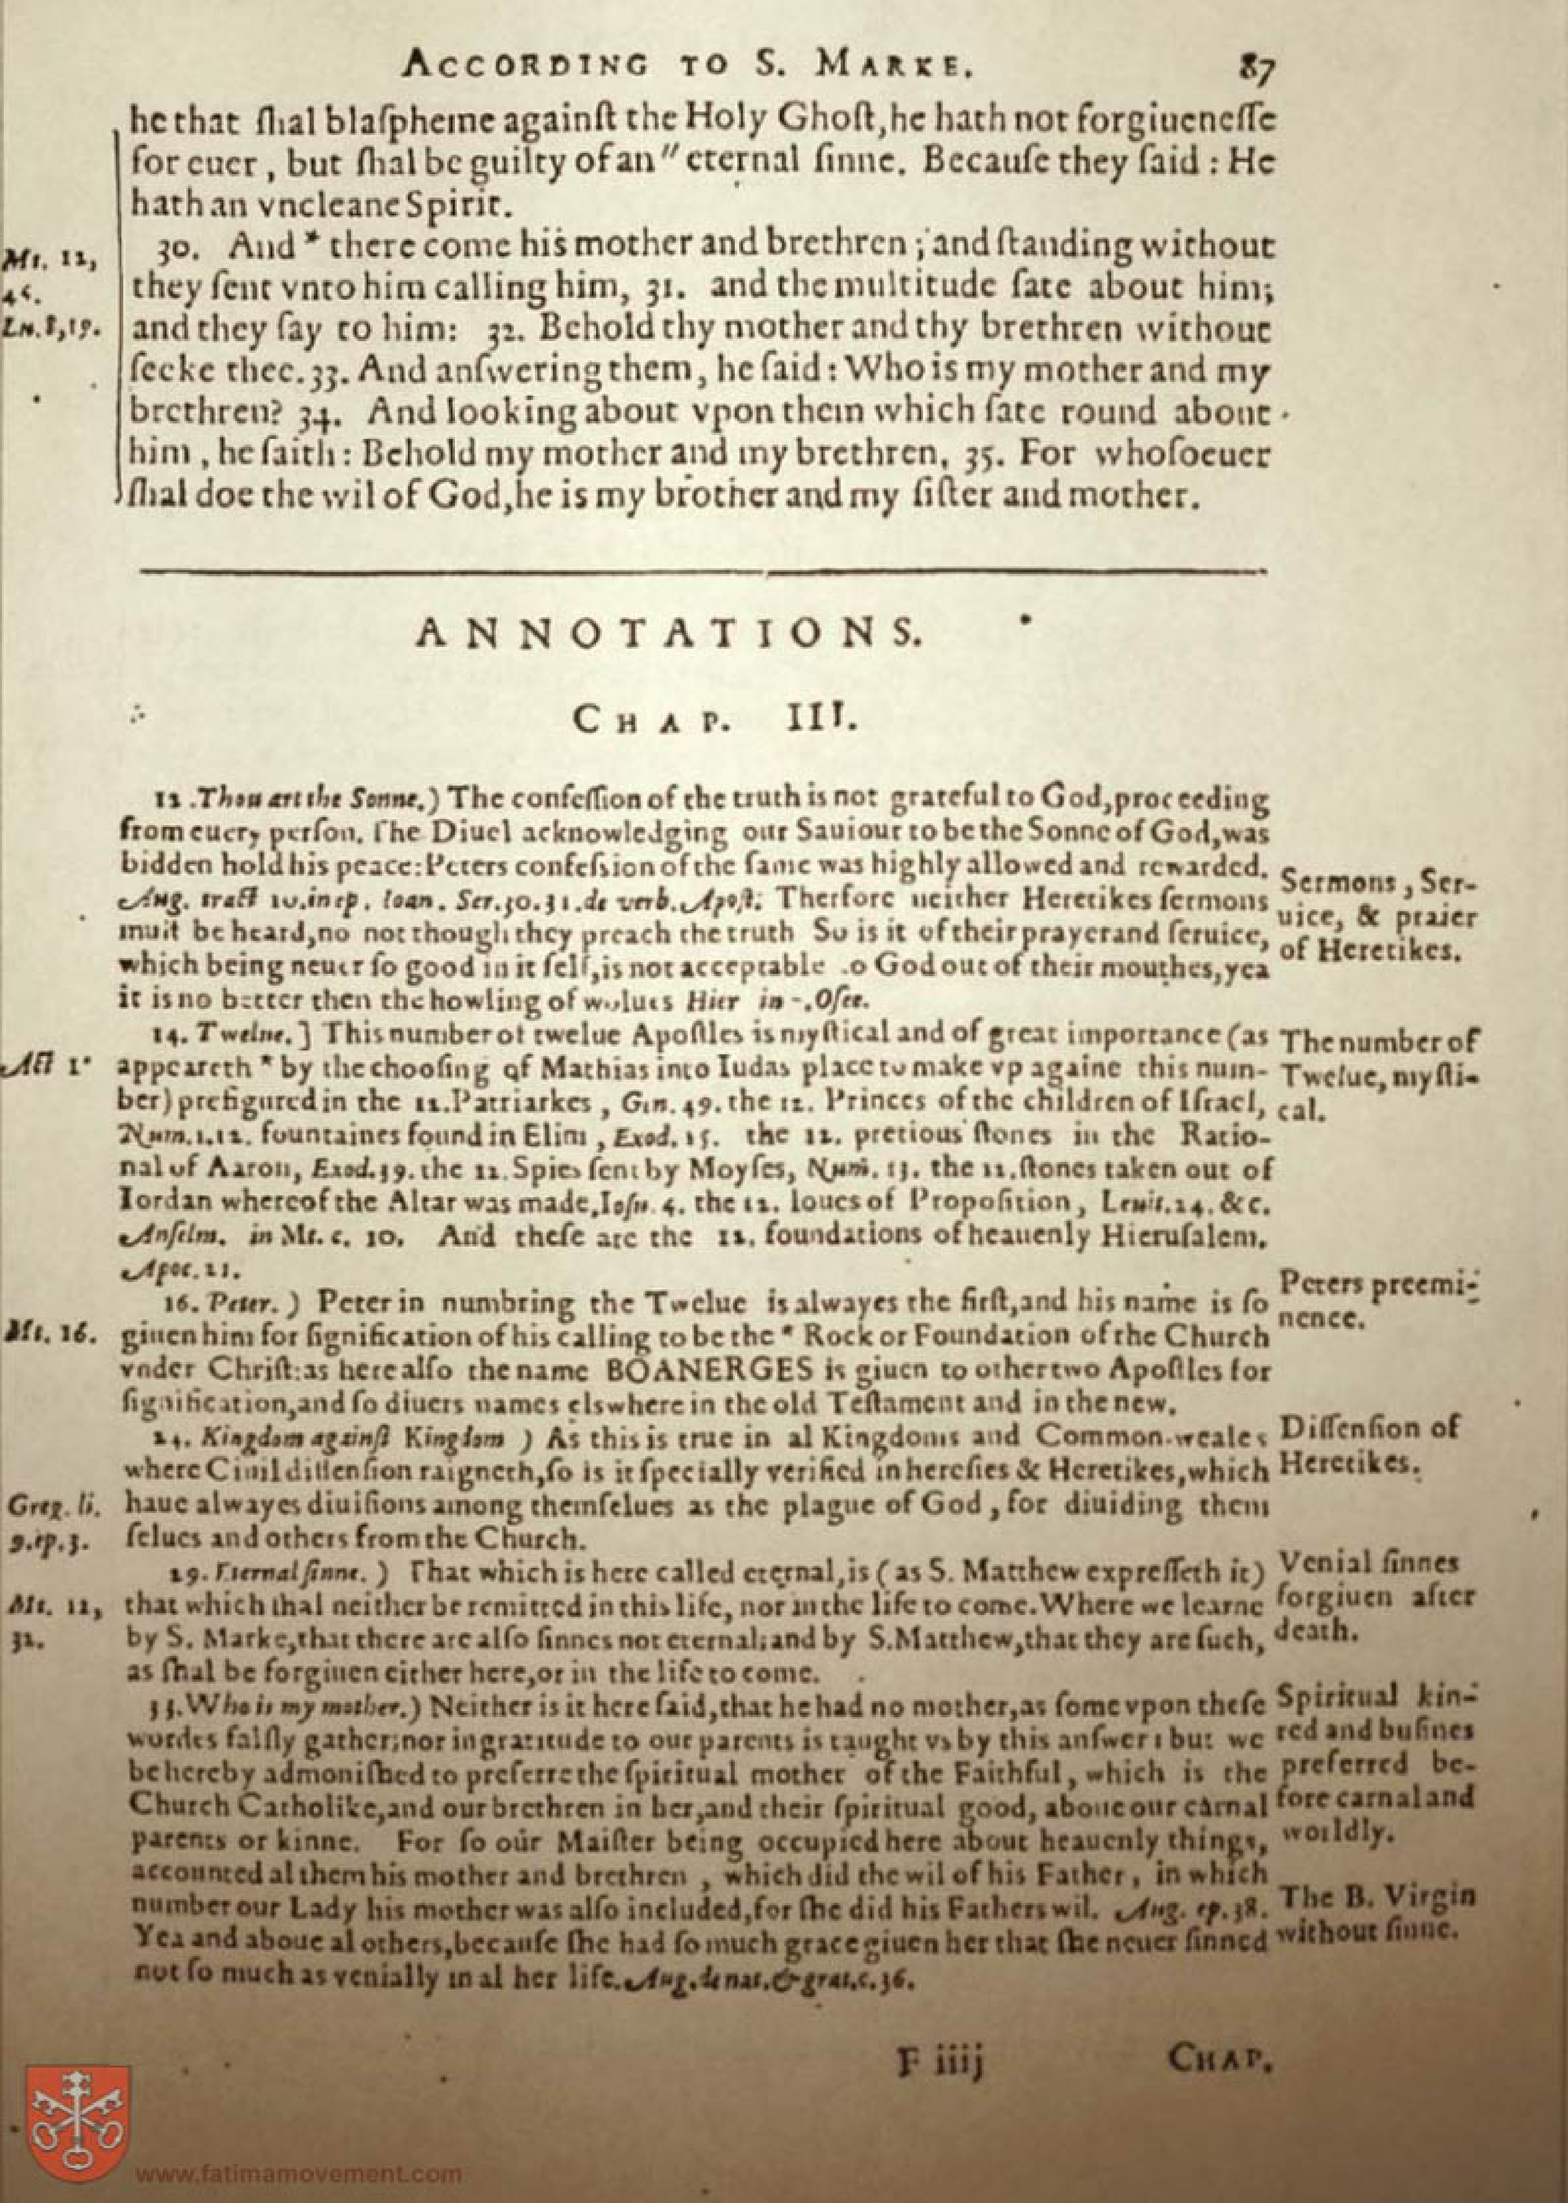 ACCORDING TO S. MARKE. 87
he that ſhal blaſpheme againſt the Holy Ghoſt, he hath not forgiueneſſe
for euer, but ſhal be guilty of an " eternal ſinne. Becauſe they ſaid: He
hath an vncleane Spirit.
Mt. 12,
46.
Lu. 8, 19.
30. And * there come his mother and brethren; and ſtanding without
they ſent vnto him calling him, 31. and the multitude ſate about him;
and they ſay to him: 32. Behold thy mother and thy brethren without
ſeeke thee. 33. And anſwering them, he ſaid: Who is my mother and my
brethren? 34. And looking about vpon them which ſate round about
him, he ſaith: Behold my mother and my brethren, 35. For whoſoeuer
ſhal doe the wil of God, he is my brother and my ſiſter and mother.
ANNOTATIONS.
CHAP. III.
12. Thou art the Sonne.) The confeſſion of the truth is not grateful to God, proceeding
from euery perſon. The Diuel acknowledging our Sauiour to be the Sonne of God, was
bidden hold his peace: Peters confeſsion of the ſame was highly allowed and rewarded.
Aug. tract 10. in ep. Ioan. Ser. 30. 31. de verb. Apoſt; Therfore neither Heretikes ſermons
muſt be heard, no not though they preach the truth So is it of their prayer and ſeruice,
which being neuer ſo good in it ſelf, is not acceptable to God out of their mouthes, yea
it is no better then the howling of wolues Hier in Oſee.
Sermons, Ser-
uice, & praier
of Heretikes.
14. Twelue.] This number of twelue Apoſtles is myſtical and of great importance (as
appeareth * by the chooſing of Mathias into Iudas place to make vp againe this num-
ber) prefigured in the 12. Patriarkes, Gen. 49. the 12. Princes of the children of Iſrael,
Num. 1. 12. fountaines found in Elim, Exod. 15. the 12. pretious ſtones in the Ratio-
nal of Aaron, Exod. 39. the 12. Spies ſent by Moyſes, Num. 13. the 12. ſtones taken out of
Iordan whereof the Altar was made, Ioſu. 4. the 12. loues of Propoſition, Leuit. 24. &c.
Anſelm. in Mt. c. 10. And theſe are the 12. foundations of heauenly Hieruſalem.
Apoc. 21.
Act 1.
The number of
Twelue, myſti-
cal.
16. Peter.) Peter in numbring the Twelue is alwayes the firſt, and his name is ſo
giuen him for ſignification of his calling to be the * Rock or Foundation of the Church
vnder Chriſt: as here alſo the name BOANERGES is giuen to other two Apoſtles for
ſignification, and ſo diuers names elswhere in the old Teſtament and in the new.
Mt. 16.
Peters preemi-
nence.
24. Kingdom againſt Kingdom) As this is true in al Kingdoms and Common-weales
where Ciuil diſſenſion raigneth, ſo is it ſpecially verified in hereſies & Heretikes, which
haue alwayes diuiſions among themſelues as the plague of God, for diuiding them
ſelues and others from the Church.
Greg. li.
9. ep. 3.
Diſſenſion of
Heretikes.
29. Eternal ſinne.) That which is here called eternal, is (as S. Matthew expreſſeth it)
that which ſhal neither be remitted in this life, nor in the life to come. Where we learne
by S. Marke, that there are alſo ſinnes not eternal; and by S. Matthew, that they are ſuch,
as ſhal be forgiuen either here, or in the life to come.
Mt. 12,
32.
Venial ſinnes
forgiuen after
death.
33. Who is my mother.) Neither is it here ſaid, that he had no mother, as ſome vpon theſe
wordes falſly gather; nor ingratitude to our parents is taught vs by this anſwer: but we
be hereby admoniſhed to preferre the ſpiritual mother of the Faithful, which is the
Church Catholike, and our brethren in her, and their ſpiritual good, aboue our carnal
parents or kinne. For ſo our Maiſter being occupied here about heauenly things,
accounted al them his mother and brethren, which did the wil of his Father, in which
number our Lady his mother was alſo included, for ſhe did his Fathers wil. Aug. ep. 38.
Yea and aboue al others, becauſe ſhe had ſo much grace giuen her that ſhe neuer ſinned
not ſo much as venially in al her life. Aug. de nat. & grat. c. 36.
Spiritual kin-
red and buſines
preferred be-
fore carnal and
worldly.
The B. Virgin
without ſinne.
F iiij CHAP.
www.fatimamovement.com